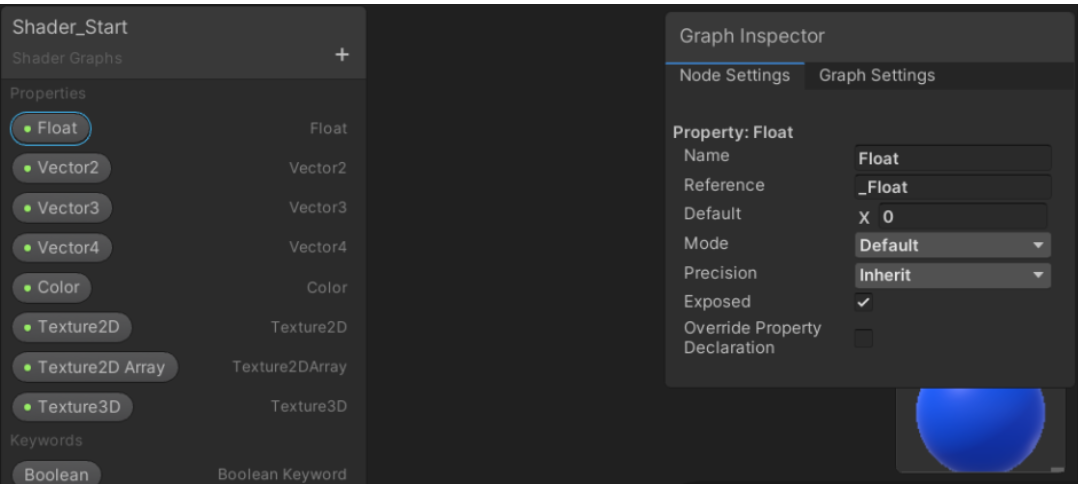 Shader_Start
Shader Graphs
+
Properties
Float Float
Vector2 Vector2
Vector3 Vector3
Vector4 Vector4
Color Color
Texture2D Texture2D
Texture2D Array Texture2DArray
Texture3D Texture3D
Keywords
Boolean Boolean Keyword
Graph Inspector
Node Settings Graph Settings
Property: Float
Name Float
Reference _Float
Default X 0
Mode Default
Precision Inherit
Exposed
Override Property
Declaration